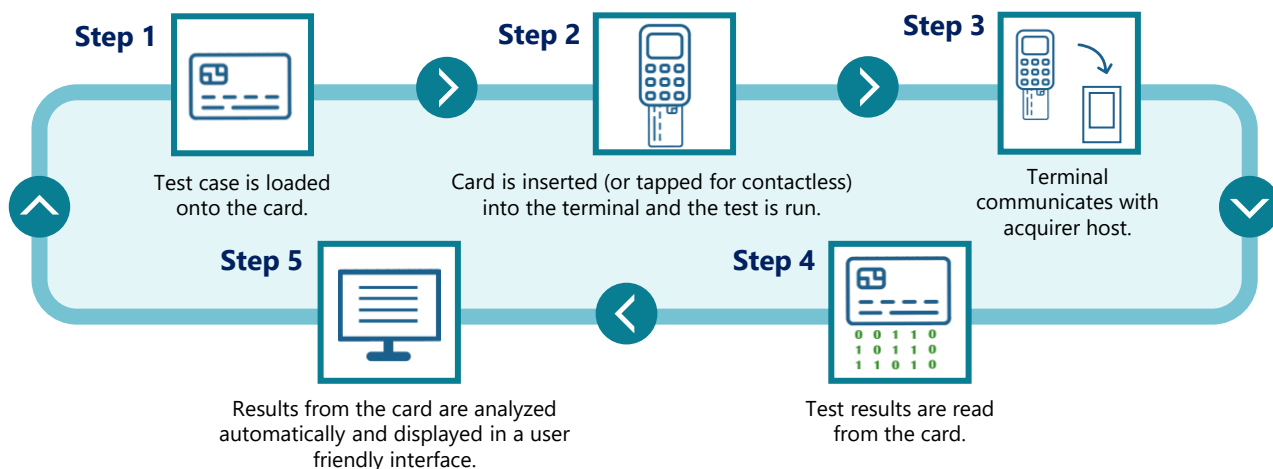 Step 1
Test case is loaded
onto the card.
Step 2
Card is inserted (or tapped for contactless)
into the terminal and the test is run.
Step 3
Terminal
communicates with
acquirer host.
Step 4
0 0 1 1 0
1 0 1 1 0
1 1 0 1 0
Test results are read
from the card.
Step 5
Results from the card are analyzed
automatically and displayed in a user
friendly interface.